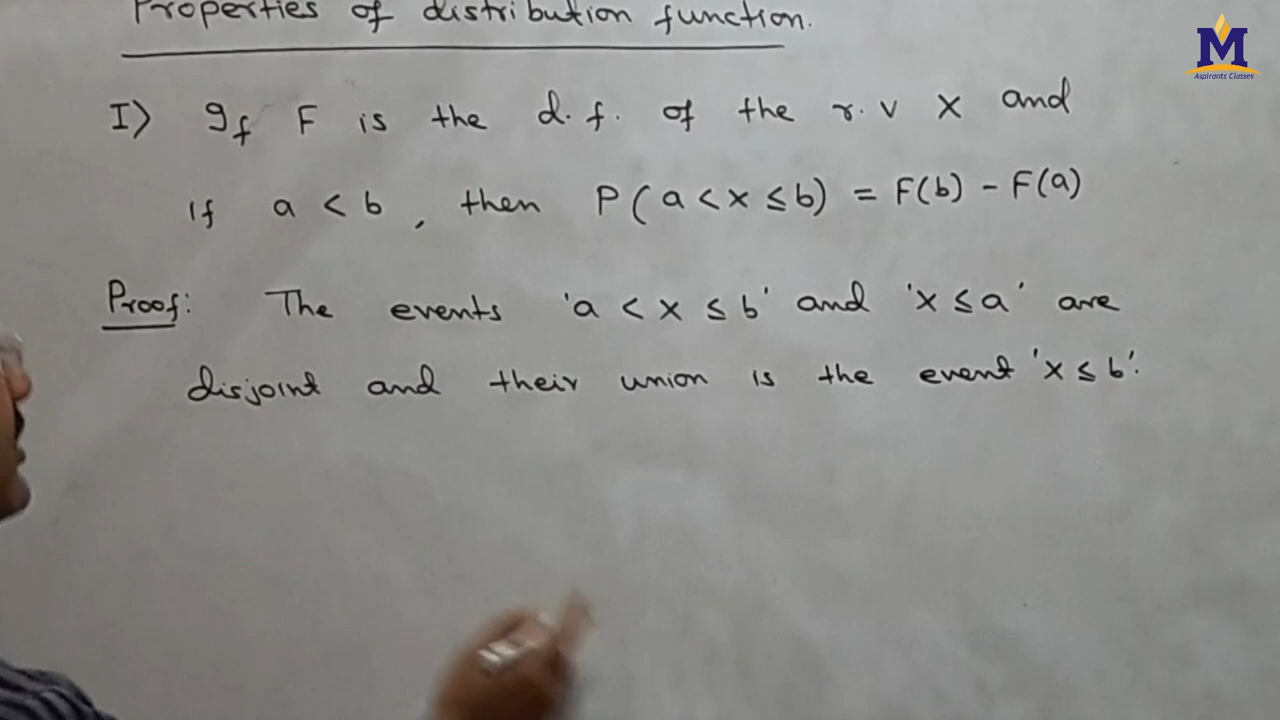 Properties of distribution function.
M
Aspirants Classes
I) If F is the d.f. of the r.v X and
If a < b, then P(a < x ≤ b) = F(b) - F(a)
Proof: The events 'a < x ≤ b' and 'x ≤ a' are
disjoint and their union is the event 'x ≤ b'.